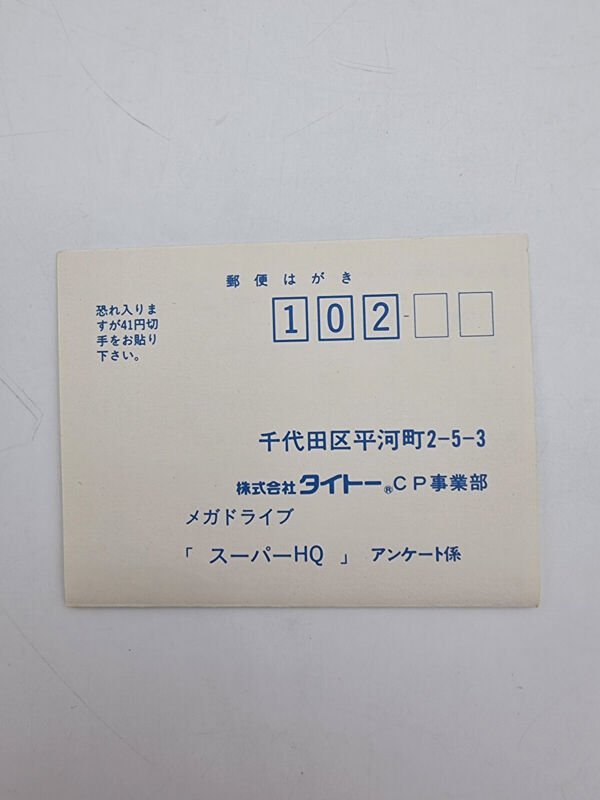 郵便はがき
恐れ入りま
すが41円切
手をお貼り
下さい。
102-
千代田区平河町2-5-3
株式会社タイトー®CP事業部
メガドライブ
「 スーパーHQ 」 アンケート係